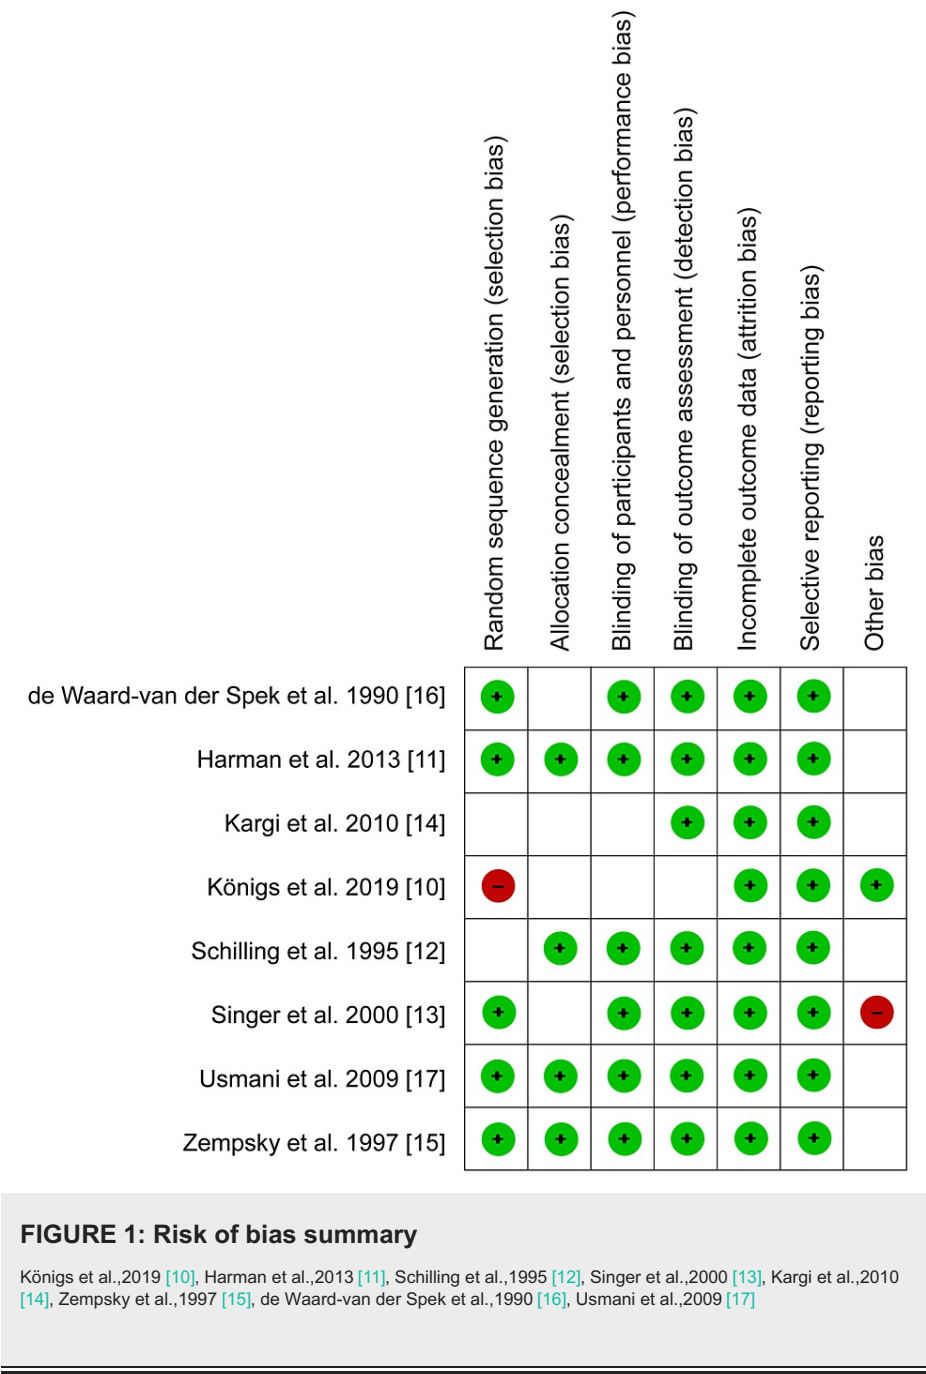 Random sequence generation (selection bias)
Allocation concealment (selection bias)
Blinding of participants and personnel (performance bias)
Blinding of outcome assessment (detection bias)
Incomplete outcome data (attrition bias)
Selective reporting (reporting bias)
Other bias
de Waard-van der Spek et al. 1990 [16] + + + + +
Harman et al. 2013 [11] + + + + + +
Kargi et al. 2010 [14] + + +
Königs et al. 2019 [10] − + + +
Schilling et al. 1995 [12] + + + + +
Singer et al. 2000 [13] + + + + + −
Usmani et al. 2009 [17] + + + + + +
Zempsky et al. 1997 [15] + + + + + +
FIGURE 1: Risk of bias summary
Königs et al.,2019 [10], Harman et al.,2013 [11], Schilling et al.,1995 [12], Singer et al.,2000 [13], Kargi et al.,2010
[14], Zempsky et al.,1997 [15], de Waard-van der Spek et al.,1990 [16], Usmani et al.,2009 [17]